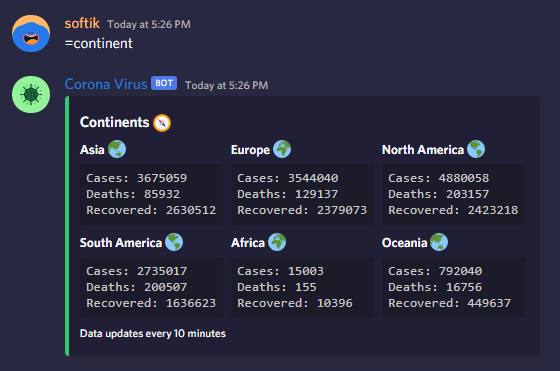 softik Today at 5:26 PM
=continent
Corona Virus BOT Today at 5:26 PM
Continents
Asia Europe North America
Cases: 3675059 Cases: 3544040 Cases: 4880058
Deaths: 85932 Deaths: 129137 Deaths: 203157
Recovered: 2630512 Recovered: 2379073 Recovered: 2423218
South America Africa Oceania
Cases: 2735017 Cases: 15003 Cases: 792040
Deaths: 200507 Deaths: 155 Deaths: 16756
Recovered: 1636623 Recovered: 10396 Recovered: 449637
Data updates every 10 minutes